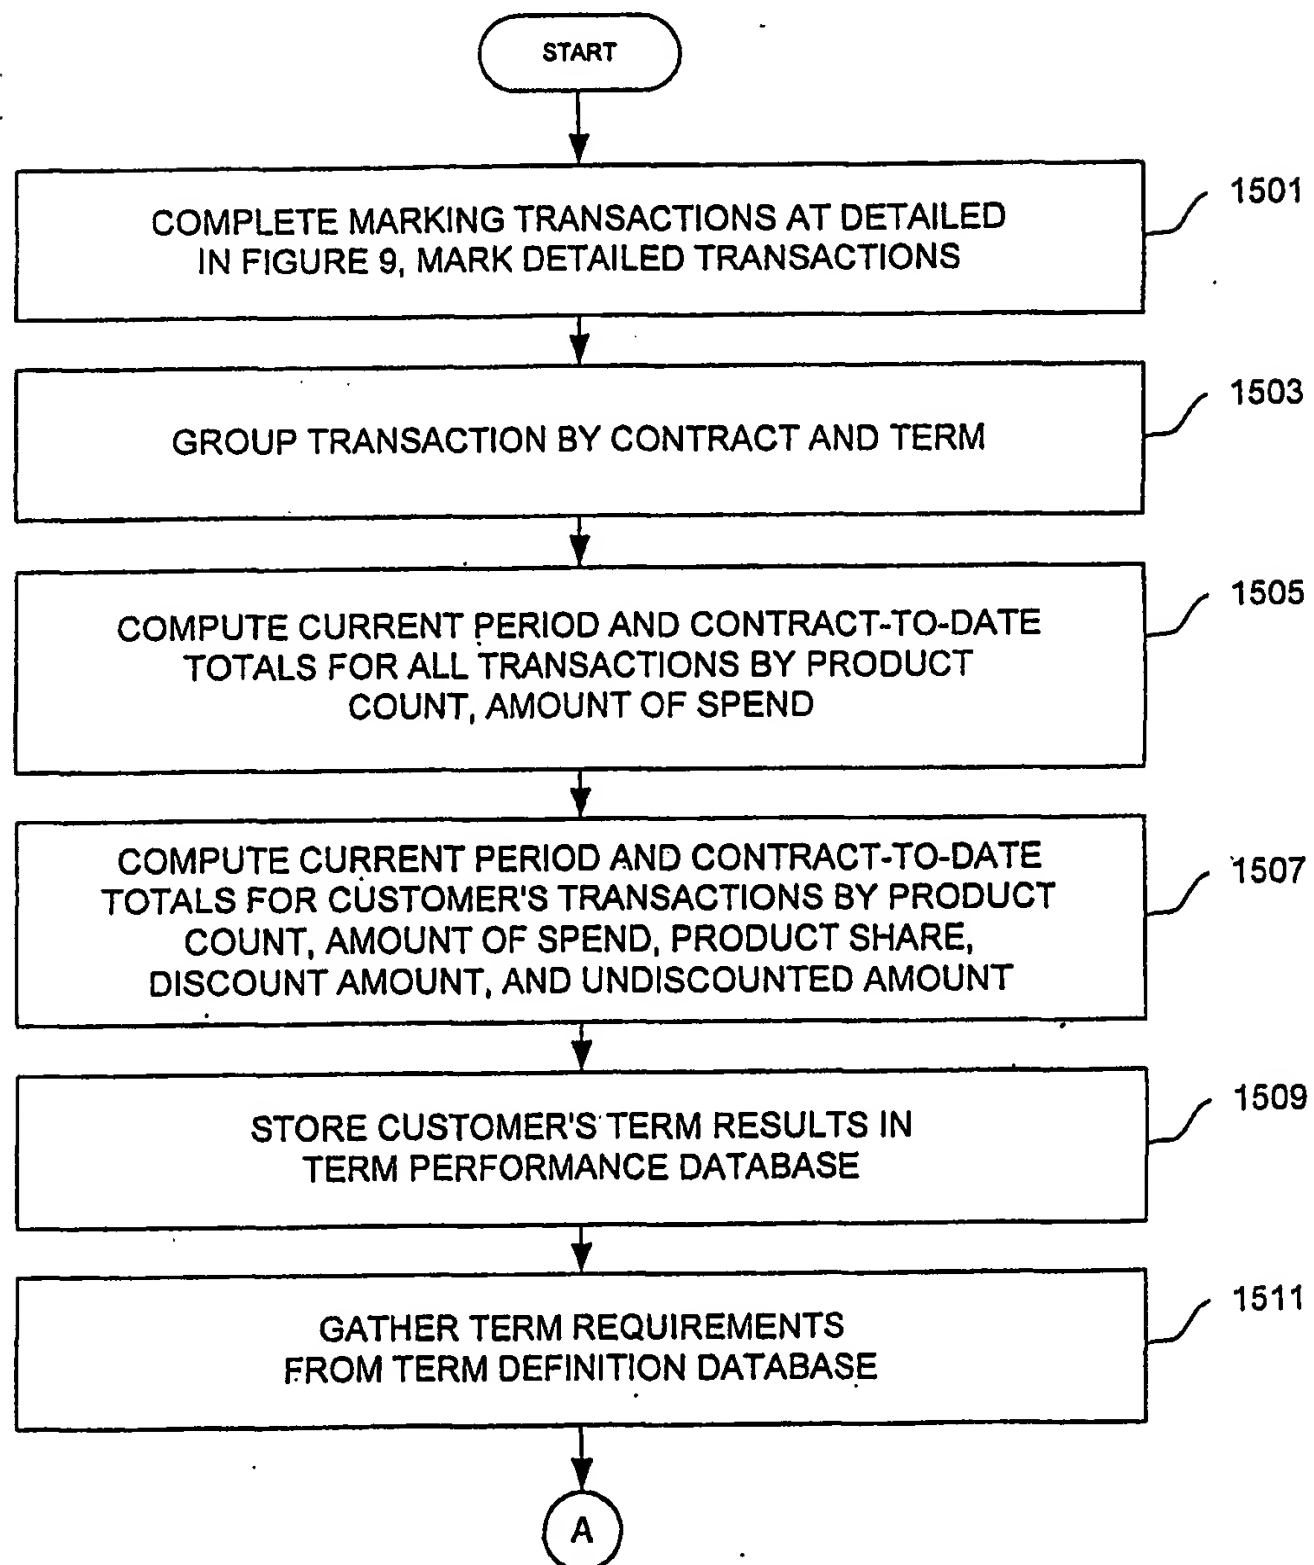 START
COMPLETE MARKING TRANSACTIONS AT DETAILED
IN FIGURE 9, MARK DETAILED TRANSACTIONS
1501
GROUP TRANSACTION BY CONTRACT AND TERM
1503
COMPUTE CURRENT PERIOD AND CONTRACT-TO-DATE
TOTALS FOR ALL TRANSACTIONS BY PRODUCT
COUNT, AMOUNT OF SPEND
1505
COMPUTE CURRENT PERIOD AND CONTRACT-TO-DATE
TOTALS FOR CUSTOMER'S TRANSACTIONS BY PRODUCT
COUNT, AMOUNT OF SPEND, PRODUCT SHARE,
DISCOUNT AMOUNT, AND UNDISCOUNTED AMOUNT
1507
STORE CUSTOMER'S TERM RESULTS IN
TERM PERFORMANCE DATABASE
1509
GATHER TERM REQUIREMENTS
FROM TERM DEFINITION DATABASE
1511
A